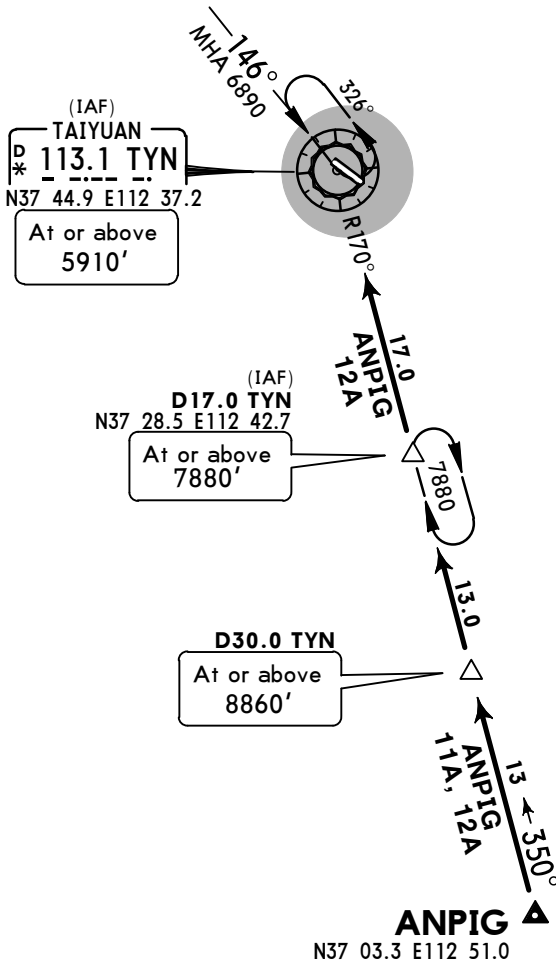 146°
MHA 6890
326°
(IAF)
TAIYUAN
D
* 113.1 TYN
N37 44.9 E112 37.2
At or above
5910'
R170°
17.0
ANPIG
12A
(IAF)
D17.0 TYN
N37 28.5 E112 42.7
At or above
7880'
7880
13.0
D30.0 TYN
At or above
8860'
ANPIG
11A, 12A
13
350°
ANPIG
N37 03.3 E112 51.0